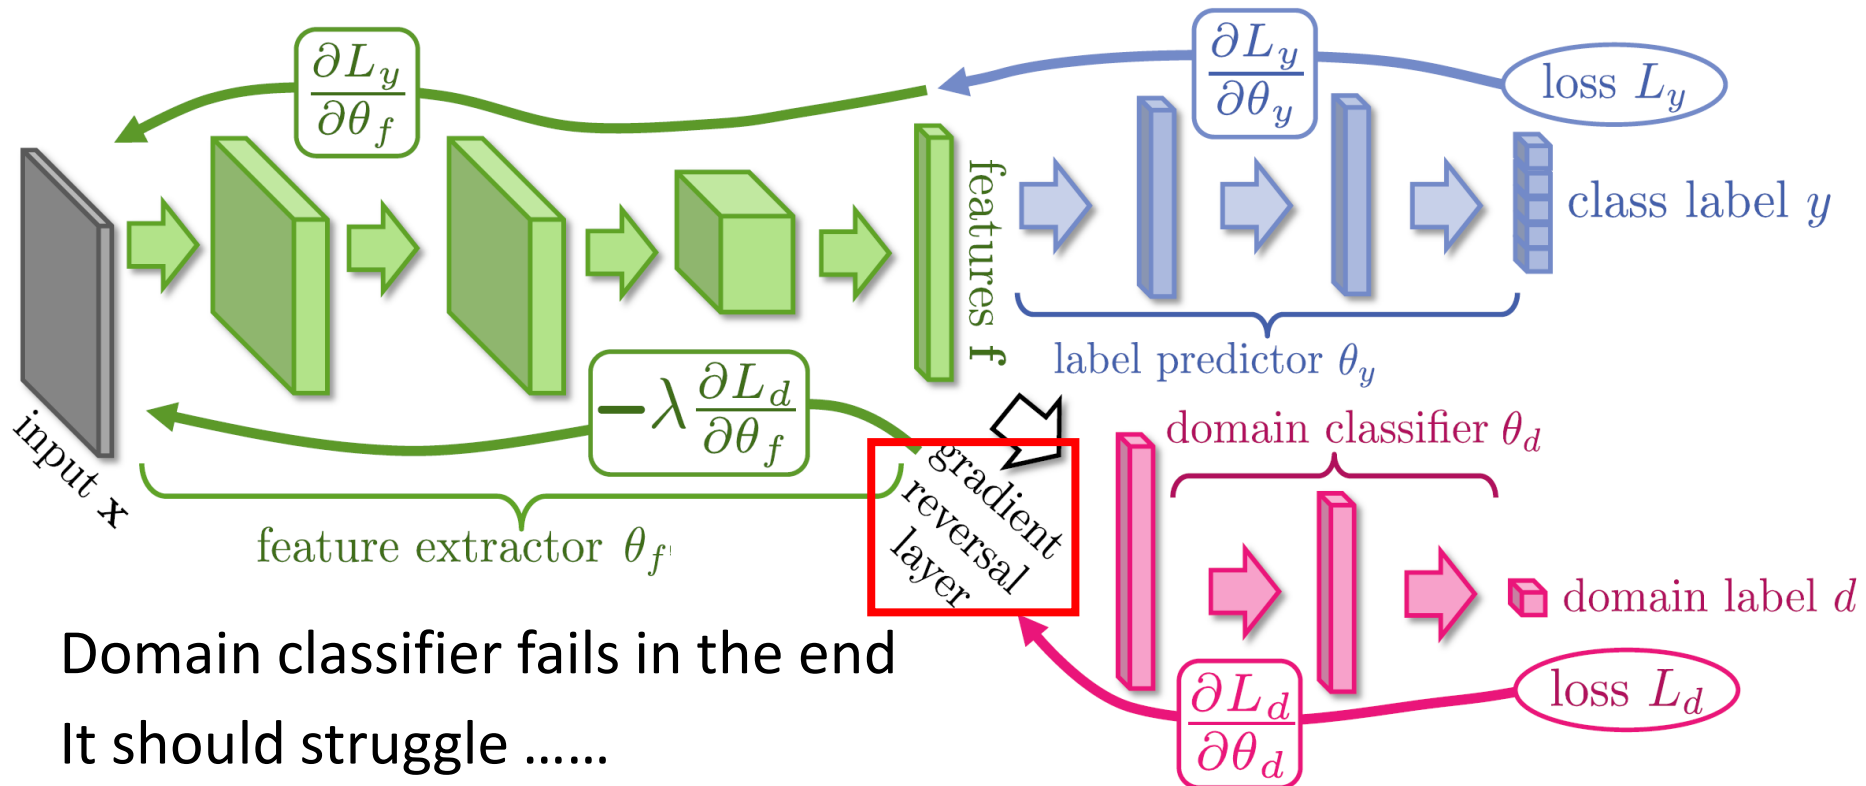 ∂L_y
∂θ_f
∂L_y
∂θ_y
loss L_y
features f
class label y
label predictor θ_y
input x
−λ ∂L_d
∂θ_f
feature extractor θ_f
gradient
reversal
layer
domain classifier θ_d
domain label d
∂L_d
∂θ_d
loss L_d
Domain classifier fails in the end
It should struggle ……